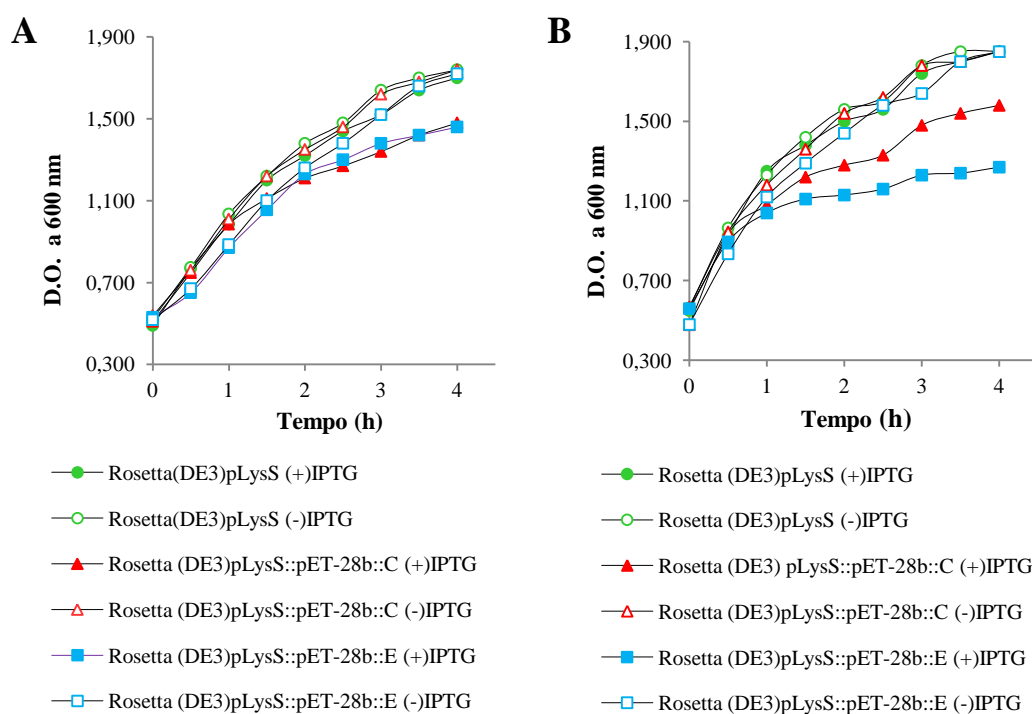 A
D.O. a 600 nm
1,900
1,500
1,100
0,700
0,300
0 1 2 3 4
Tempo (h)
Rosetta(DE3)pLysS (+)IPTG
Rosetta(DE3)pLysS (-)IPTG
Rosetta (DE3)pLysS::pET-28b::C (+)IPTG
Rosetta (DE3)pLysS::pET-28b::C (-)IPTG
Rosetta (DE3)pLysS::pET-28b::E (+)IPTG
Rosetta (DE3)pLysS::pET-28b::E (-)IPTG
B
D.O. a 600 nm
1,900
1,500
1,100
0,700
0,300
0 1 2 3 4
Tempo (h)
Rosetta (DE3)pLysS (+)IPTG
Rosetta (DE3)pLysS (-)IPTG
Rosetta (DE3) pLysS::pET-28b::C (+)IPTG
Rosetta (DE3)pLysS::pET-28b::C (-)IPTG
Rosetta (DE3)pLysS::pET-28b::E (+)IPTG
Rosetta (DE3)pLysS::pET-28b::E (-)IPTG